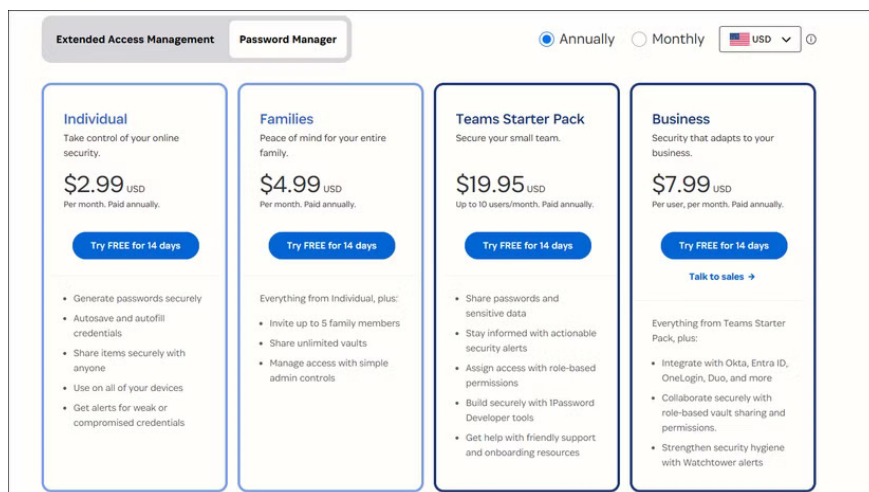 Extended Access Management
Password Manager
Annually
Monthly
USD
Individual
Take control of your online
security.
$2.99 USD
Per month. Paid annually.
Try FREE for 14 days
• Generate passwords securely
• Autosave and autofill
credentials
• Share items securely with
anyone
• Use on all of your devices
• Get alerts for weak or
compromised credentials
Families
Peace of mind for your entire
family.
$4.99 USD
Per month. Paid annually.
Try FREE for 14 days
Everything from Individual, plus:
• Invite up to 5 family members
• Share unlimited vaults
• Manage access with simple
admin controls
Teams Starter Pack
Secure your small team.
$19.95 USD
Up to 10 users/month. Paid annually.
Try FREE for 14 days
• Share passwords and
sensitive data
• Stay informed with actionable
security alerts
• Assign access with role-based
permissions
• Build securely with 1Password
Developer tools
• Get help with friendly support
and onboarding resources
Business
Security that adapts to your
business.
$7.99 USD
Per user, per month. Paid annually.
Try FREE for 14 days
Talk to sales →
Everything from Teams Starter
Pack, plus:
• Integrate with Okta, Entra ID,
OneLogin, Duo, and more
• Collaborate securely with
role-based vault sharing and
permissions.
• Strengthen security hygiene
with Watchtower alerts